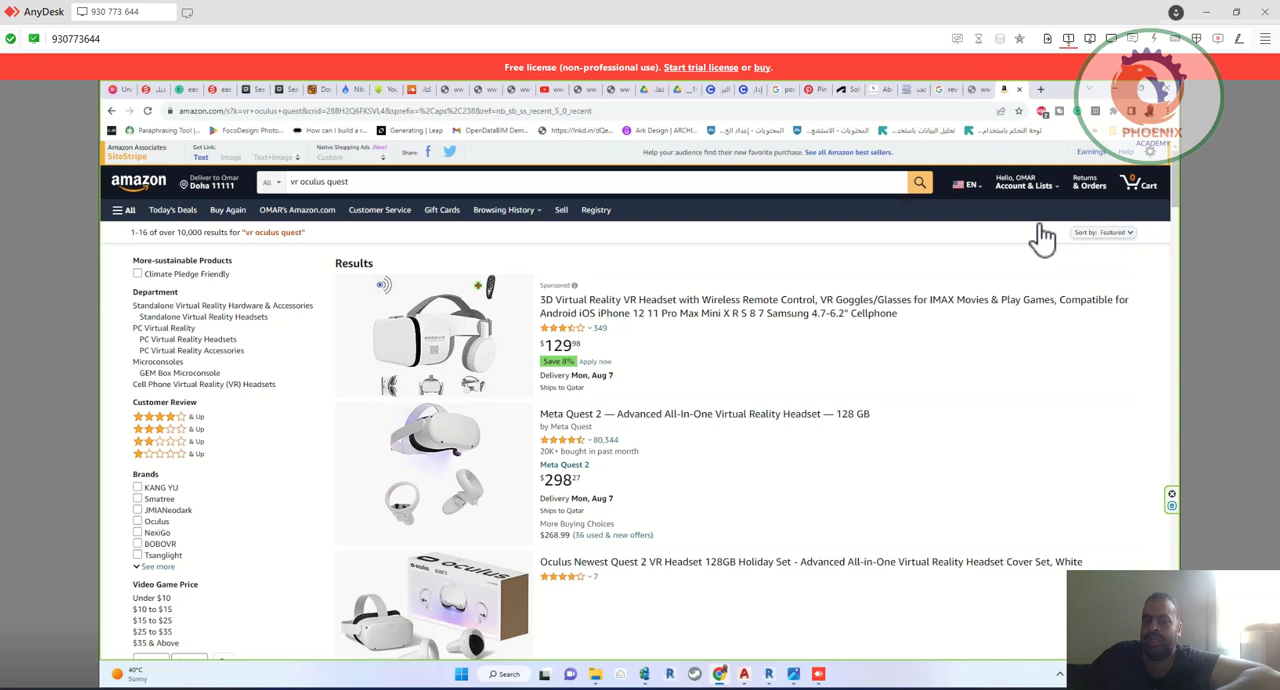 AnyDesk
930 773 644
930773644
Free license (non-professional use). Start trial license or buy.
amazon.com/s?k=vr+oculus+quest&crid=28BH2Q6FKSVL4&sprefix=%2Caps%2C238&ref=nb_sb_ss_recent_5_0_recent
Paraphrasing Tool |
FocoDesign: Photo...
How can i build a r...
Generating | Leap
OpenDataBIM Demo...
https://lnkd.in/dQe...
Ark Design | ARCHI...
المحتويات - الاستشع...
المحتويات - إعداد الخ...
PHOENIX
ACADEMY
Amazon Associates
SiteStripe
Get Link:
Text Image Text+Image
Native Shopping Ads (New)
Custom
Share:
Help your audience find their new favorite purchase. See all Amazon best sellers.
Earnings
Help
amazon
Deliver to Omar
Doha 11111
All
vr oculus quest
EN
Hello, OMAR
Account & Lists
Returns
& Orders
0
Cart
All
Today's Deals
Buy Again
OMAR's Amazon.com
Customer Service
Gift Cards
Browsing History
Sell
Registry
1-16 of over 10,000 results for "vr oculus quest"
Sort by: Featured
More-sustainable Products
Climate Pledge Friendly
Department
Standalone Virtual Reality Hardware & Accessories
Standalone Virtual Reality Headsets
PC Virtual Reality
PC Virtual Reality Headsets
PC Virtual Reality Accessories
Microconsoles
GEM Box Microconsole
Cell Phone Virtual Reality (VR) Headsets
Customer Review
& Up
& Up
& Up
& Up
Brands
KANG YU
Smatree
JMIANeodark
Oculus
NexiGo
BOBOVR
Tsanglight
See more
Video Game Price
Under $10
$10 to $15
$15 to $25
$25 to $35
$35 & Above
Results
Sponsored
3D Virtual Reality VR Headset with Wireless Remote Control, VR Goggles/Glasses for IMAX Movies & Play Games, Compatible for
Android iOS iPhone 12 11 Pro Max Mini X R S 8 7 Samsung 4.7-6.2" Cellphone
349
$129.98
Save 8% Apply now
Delivery Mon, Aug 7
Ships to Qatar
Meta Quest 2 — Advanced All-In-One Virtual Reality Headset — 128 GB
by Meta Quest
80,344
20K+ bought in past month
Meta Quest 2
$298.27
Delivery Mon, Aug 7
Ships to Qatar
More Buying Choices
$268.99 (36 used & new offers)
Oculus Newest Quest 2 VR Headset 128GB Holiday Set - Advanced All-in-One Virtual Reality Headset Cover Set, White
7
BOBOVR
oculus
40°C
Sunny
Search